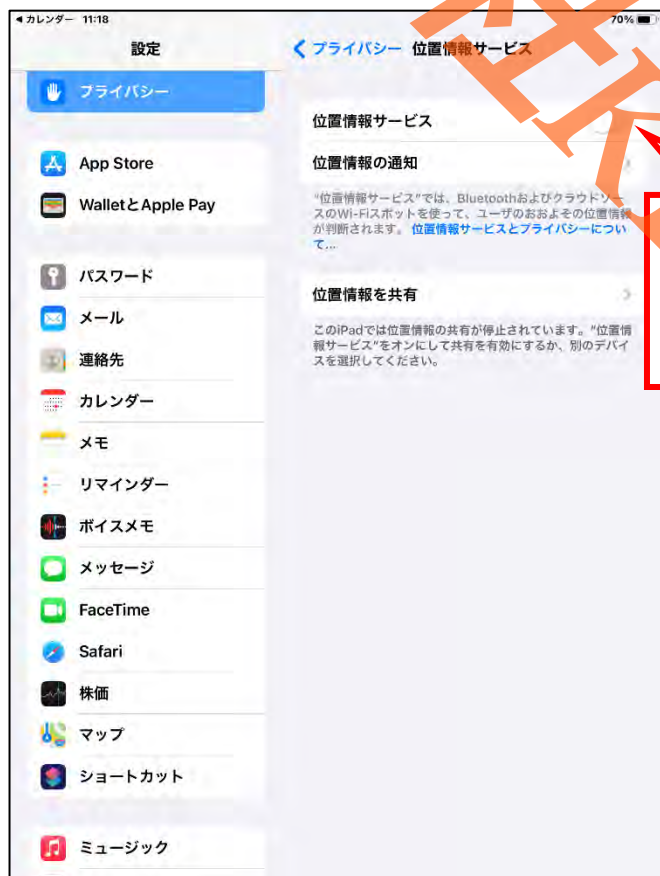 ◀カレンダー 11:18
70%
設定
プライバシー
App Store
WalletとApple Pay
パスワード
メール
連絡先
カレンダー
メモ
リマインダー
ボイスメモ
メッセージ
FaceTime
Safari
株価
マップ
ショートカット
ミュージック
プライバシー 位置情報サービス
位置情報サービス
位置情報の通知
"位置情報サービス"では、Bluetoothおよびクラウドソー
スのWi-Fiスポットを使って、ユーザのおおよその位置情報
が判断されます。位置情報サービスとプライバシーについ
て...
位置情報を共有
このiPadでは位置情報の共有が停止されています。"位置情
報サービス"をオンにして共有を有効にするか、別のデバイ
スを選択してください。